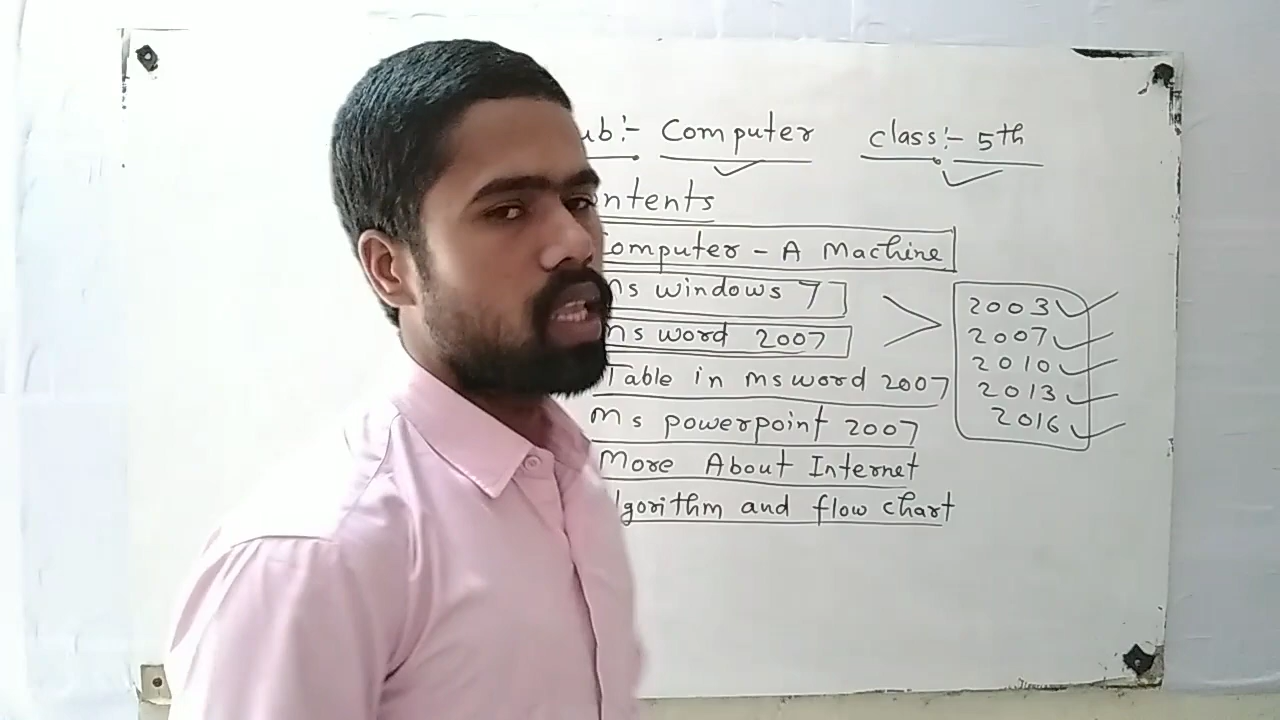 ub:- Computer class:- 5th
ntents
Computer - A Machine
Ms windows 7
Ms word 2007
Table in ms word 2007
Ms powerpoint 2007
More About Internet
lgorithm and flow chart
2003
2007
2010
2013
2016